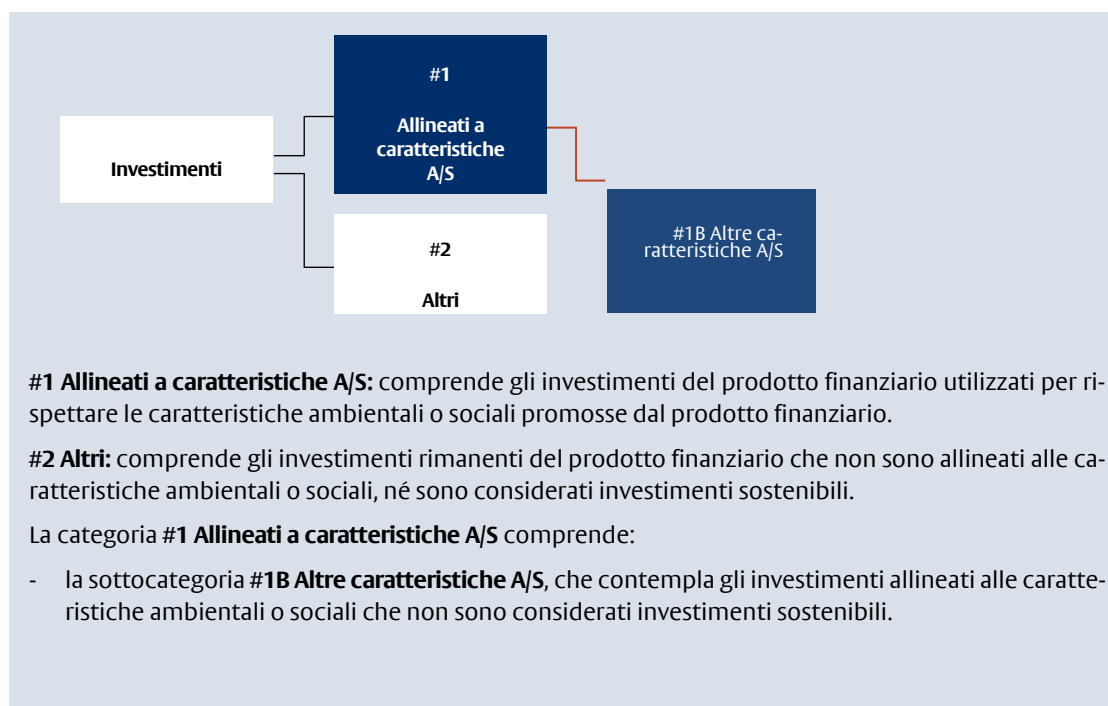 #1
Allineati a
caratteristiche
A/S
Investimenti
#2
Altri
#1B Altre ca-
ratteristiche A/S
#1 Allineati a caratteristiche A/S: comprende gli investimenti del prodotto finanziario utilizzati per ri-
spettare le caratteristiche ambientali o sociali promosse dal prodotto finanziario.
#2 Altri: comprende gli investimenti rimanenti del prodotto finanziario che non sono allineati alle ca-
ratteristiche ambientali o sociali, né sono considerati investimenti sostenibili.
La categoria #1 Allineati a caratteristiche A/S comprende:
- la sottocategoria #1B Altre caratteristiche A/S, che contempla gli investimenti allineati alle caratte-
ristiche ambientali o sociali che non sono considerati investimenti sostenibili.